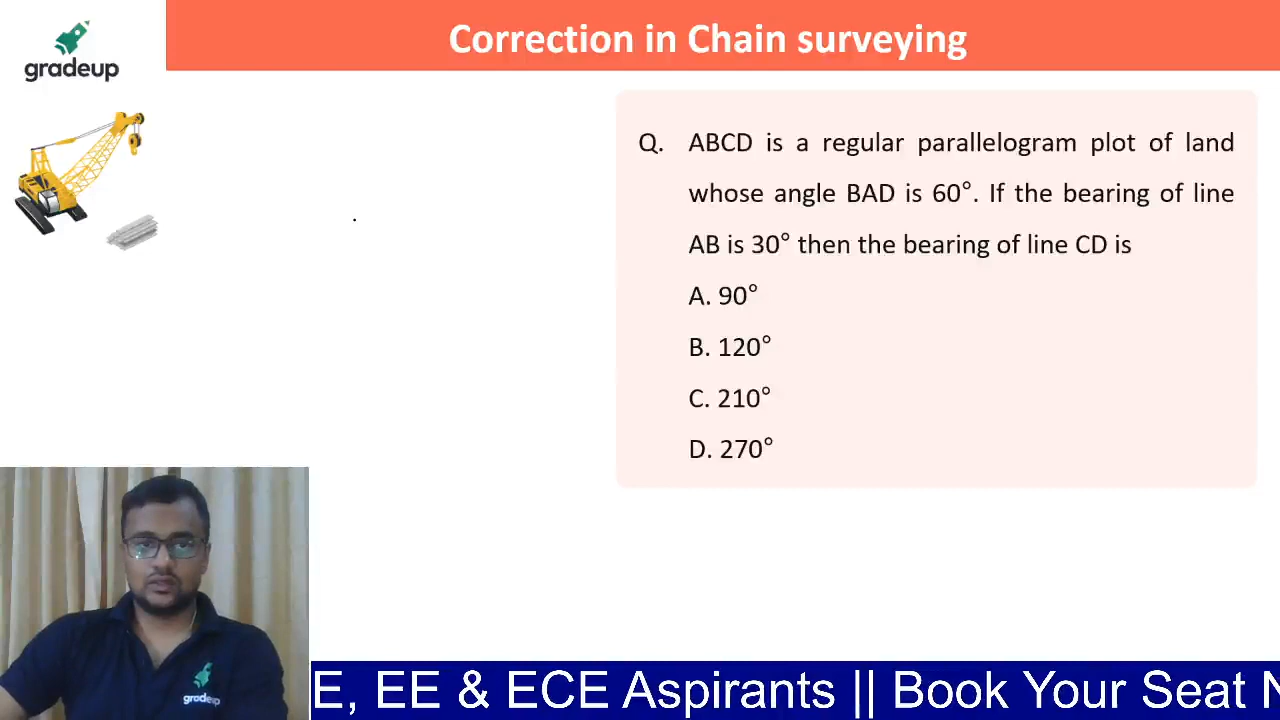 Correction in Chain surveying
gradeup
Q. ABCD is a regular parallelogram plot of land
whose angle BAD is 60°. If the bearing of line
AB is 30° then the bearing of line CD is
A. 90°
B. 120°
C. 210°
D. 270°
gradeup
E, EE & ECE Aspirants || Book Your Seat N